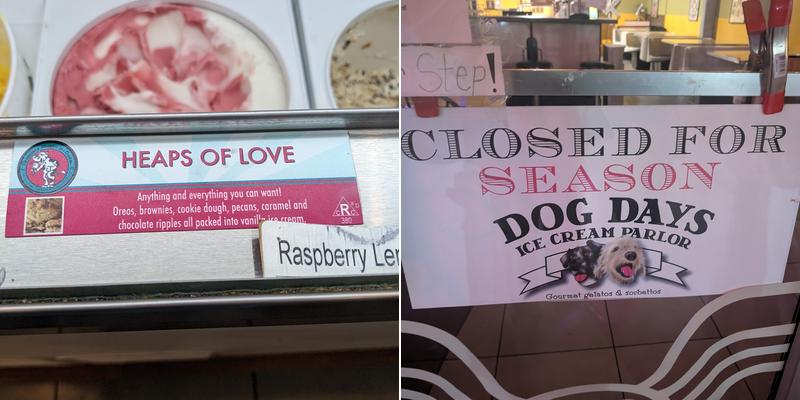 HEAPS OF LOVE
Anything and everything you can want!
Oreos, brownies, cookie dough, pecans, caramel and
chocolate ripples all packed into vanilla ice cream.
R
380
Raspberry
Step!
CLOSED FOR
SEASON
DOG DAYS
ICE CREAM PARLOR
Gourmet gelatos & sorbettos